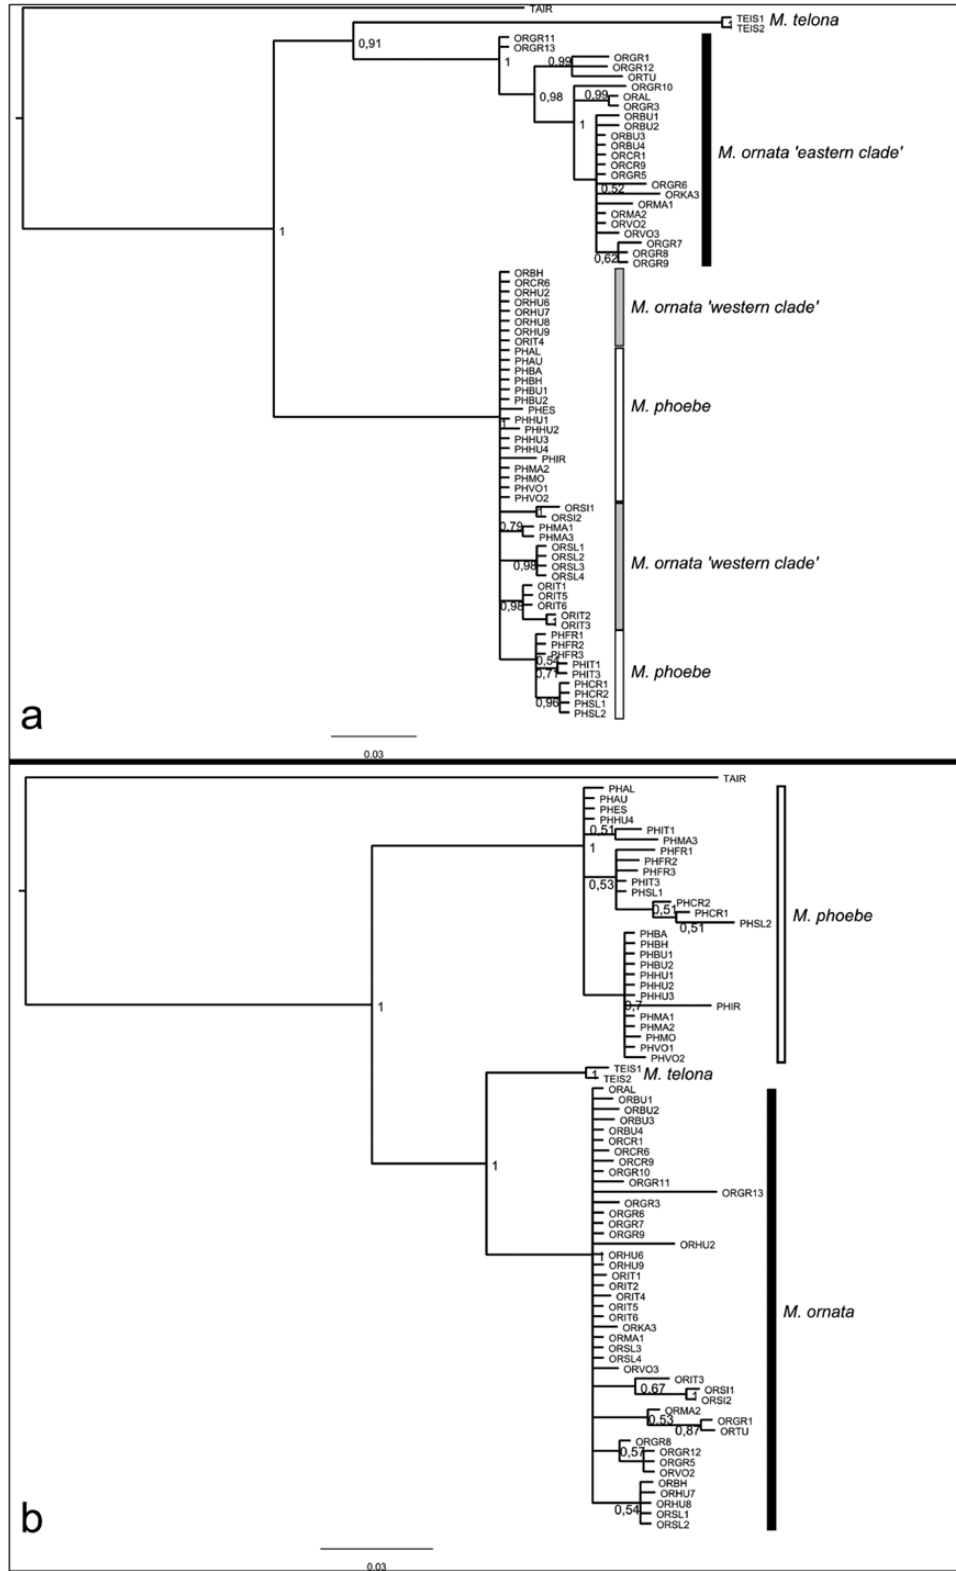 TAIR
TEIS1
TEIS2
M. telona
0,91
ORGR11
ORGR13
1
ORGR1
0,99
ORGR12
ORTU
0,98
ORGR10
0,99
ORAL
ORGR3
1
ORBU1
ORBU2
ORBU3
ORBU4
ORCR1
ORCR9
ORGR5
ORGR6
0,52
ORKA3
ORMA1
ORMA2
ORVO2
ORVO3
ORGR7
ORGR8
0,62
ORGR9
M. ornata 'eastern clade'
1
ORBH
ORCR6
ORHU2
ORHU6
ORHU7
ORHU8
ORHU9
ORIT4
M. ornata 'western clade'
PHAL
PHAU
PHBA
PHBH
PHBU1
PHBU2
PHES
PHHU1
1
PHHU2
PHHU3
PHHU4
PHIR
PHMA2
PHMO
PHVO1
PHVO2
M. phoebe
ORSI1
1
ORSI2
0,79
PHMA1
PHMA3
ORSL1
ORSL2
0,98
ORSL3
ORSL4
ORIT1
ORIT5
0,98
ORIT6
ORIT2
1
ORIT3
M. ornata 'western clade'
PHFR1
PHFR2
PHFR3
0,54
PHIT1
0,71
PHIT3
PHCR1
PHCR2
0,96
PHSL1
PHSL2
M. phoebe
a
0.03
TAIR
PHAL
PHAU
PHES
PHHU4
0,51
PHIT1
PHMA3
1
PHFR1
PHFR2
PHFR3
0,53
PHIT3
PHSL1
PHCR2
0,51
PHCR1
0,51
PHSL2
M. phoebe
PHBA
PHBH
PHBU1
PHBU2
PHHU1
PHHU2
PHHU3
0,7
PHIR
PHMA1
PHMA2
PHMO
PHVO1
PHVO2
1
TEIS1
1
TEIS2
M. telona
ORAL
ORBU1
ORBU2
ORBU3
ORBU4
ORCR1
ORCR6
ORCR9
1
ORGR10
ORGR11
ORGR13
ORGR3
ORGR6
ORGR7
ORGR9
ORHU2
1
ORHU6
ORHU9
ORIT1
ORIT2
ORIT4
ORIT5
ORIT6
M. ornata
ORKA3
ORMA1
ORSL3
ORSL4
ORVO3
ORIT3
0,67
ORSI1
1
ORSI2
ORMA2
0,53
ORGR1
0,87
ORTU
ORGR8
0,57
ORGR12
ORGR5
ORVO2
ORBH
ORHU7
ORHU8
0,54
ORSL1
ORSL2
b
0.03